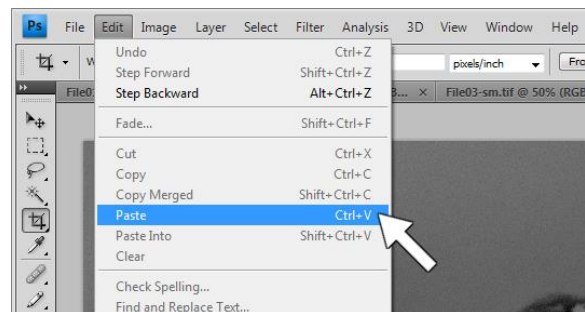 Ps File Edit Image Layer Select Filter Analysis 3D View Window Help
Undo Ctrl+Z
pixels/inch
Step Forward Shift+Ctrl+Z
Step Backward Alt+Ctrl+Z
File03-sm.tif @ 50% (RGB
Fade... Shift+Ctrl+F
Cut Ctrl+X
Copy Ctrl+C
Copy Merged Shift+Ctrl+C
Paste Ctrl+V
Paste Into Shift+Ctrl+V
Clear
Check Spelling...
Find and Replace Text...